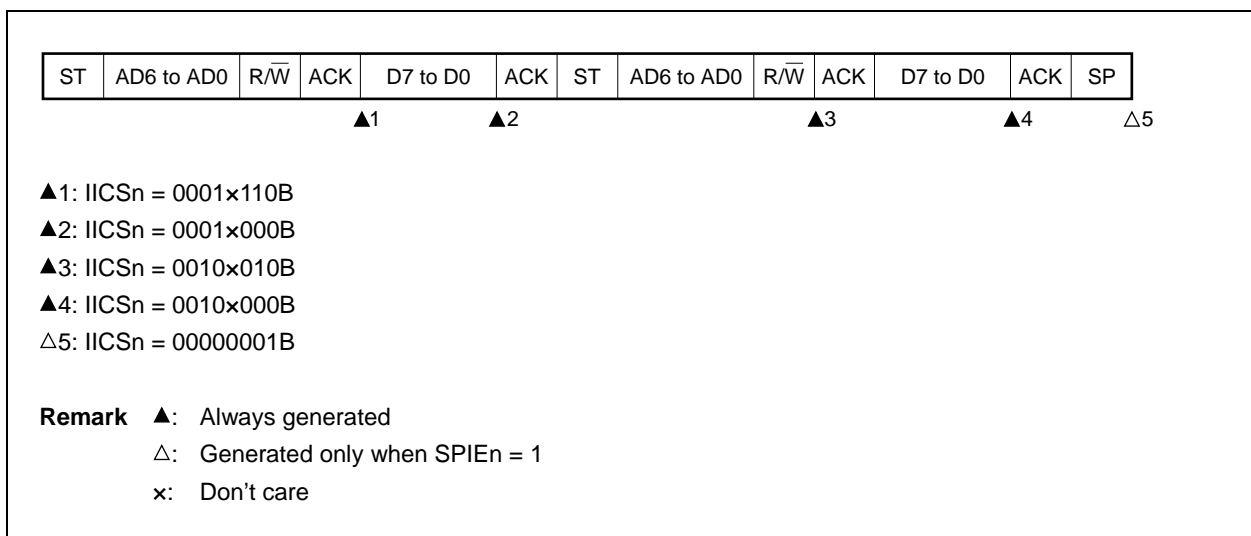 ST AD6 to AD0 R/W̅ ACK D7 to D0 ACK ST AD6 to AD0 R/W̅ ACK D7 to D0 ACK SP
▲1 ▲2 ▲3 ▲4 △5
▲1: IICSn = 0001×110B
▲2: IICSn = 0001×000B
▲3: IICSn = 0010×010B
▲4: IICSn = 0010×000B
△5: IICSn = 00000001B
Remark ▲: Always generated
△: Generated only when SPIEn = 1
×: Don't care